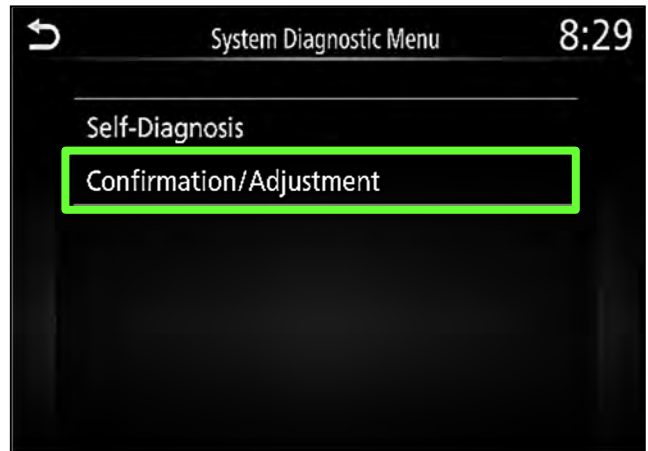 System Diagnostic Menu 8:29
Self-Diagnosis
Confirmation/Adjustment